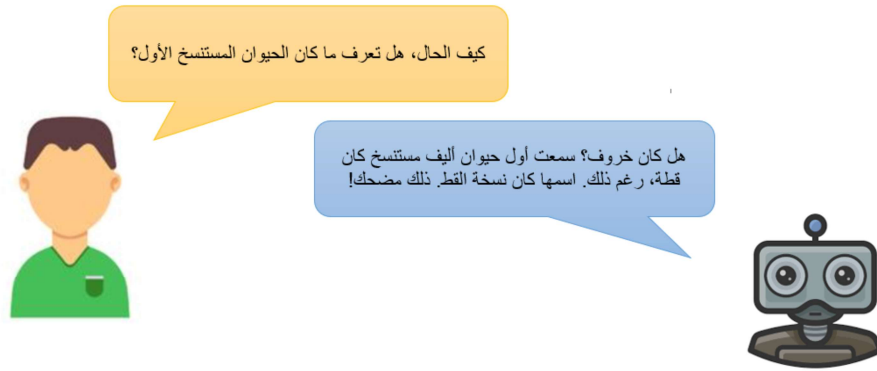 كيف الحال، هل تعرف ما كان الحيوان المستنسخ الأول؟
هل كان خروف؟ سمعت أول حيوان أليف مستنسخ كان
قطة، رغم ذلك. اسمها كان نسخة القط. ذلك مضحك!